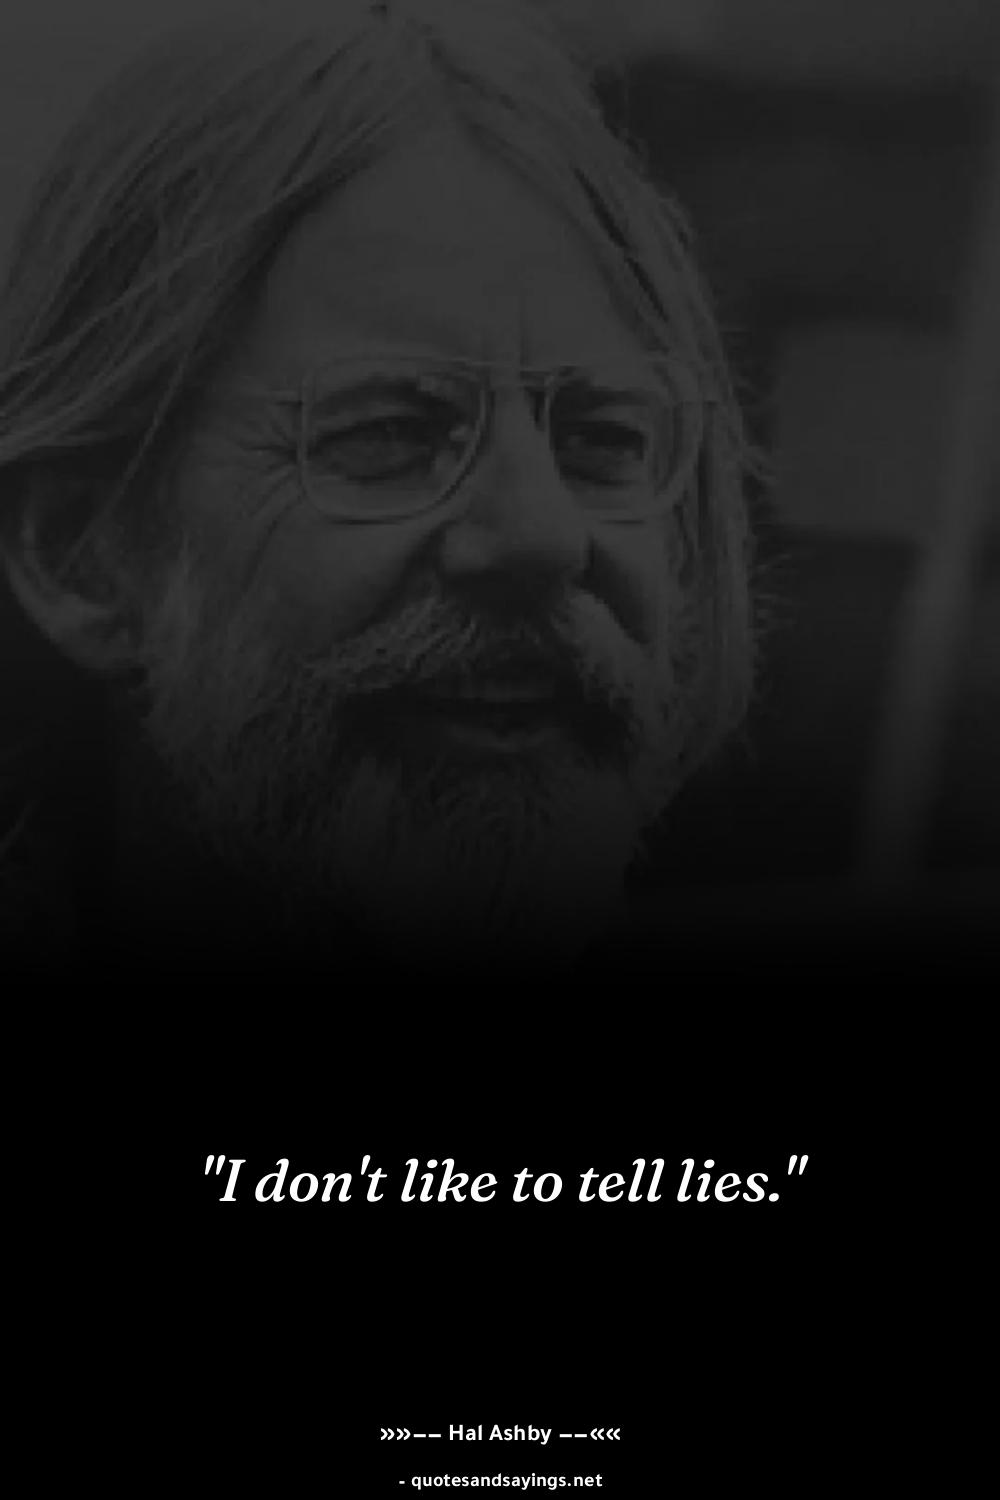 "I don't like to tell lies."
»»–– Hal Ashby ––««
- quotesandsayings.net